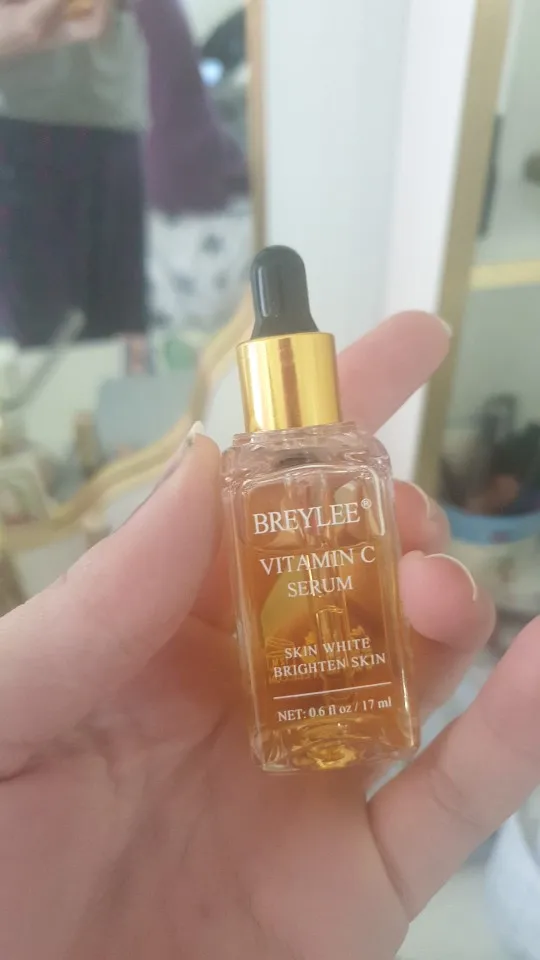 BREYLEE®
VITAMIN C
SERUM
SKIN WHITE
BRIGHTEN SKIN
NET: 0.6 fl oz / 17 ml